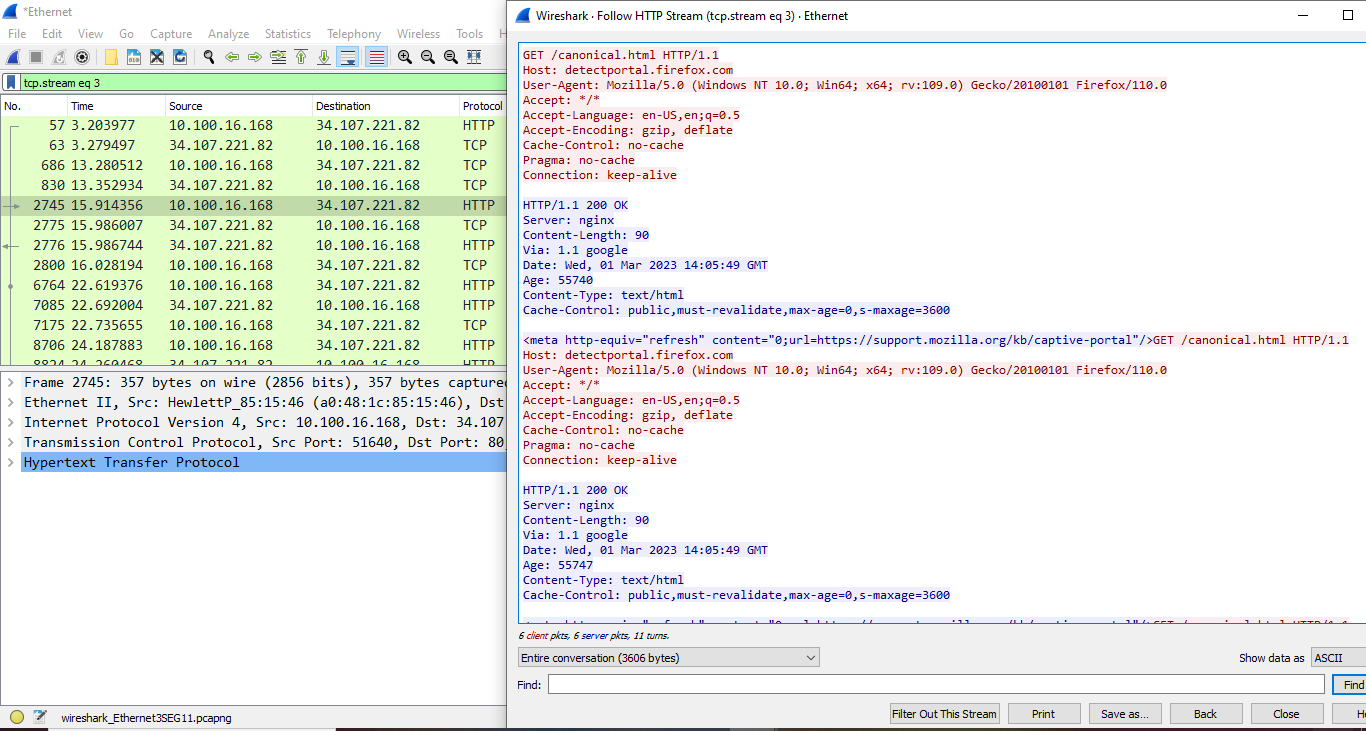 *Ethernet
File Edit View Go Capture Analyze Statistics Telephony Wireless Tools
tcp.stream eq 3
No. Time Source Destination Protocol
57 3.203977 10.100.16.168 34.107.221.82 HTTP
63 3.279497 34.107.221.82 10.100.16.168 TCP
686 13.280512 10.100.16.168 34.107.221.82 TCP
830 13.352934 34.107.221.82 10.100.16.168 TCP
2745 15.914356 10.100.16.168 34.107.221.82 HTTP
2775 15.986007 34.107.221.82 10.100.16.168 TCP
2776 15.986744 34.107.221.82 10.100.16.168 HTTP
2800 16.028194 10.100.16.168 34.107.221.82 TCP
6764 22.619376 10.100.16.168 34.107.221.82 HTTP
7085 22.692004 34.107.221.82 10.100.16.168 HTTP
7175 22.735655 10.100.16.168 34.107.221.82 TCP
8706 24.187883 10.100.16.168 34.107.221.82 HTTP
Frame 2745: 357 bytes on wire (2856 bits), 357 bytes capture
Ethernet II, Src: HewlettP_85:15:46 (a0:48:1c:85:15:46), Dst
Internet Protocol Version 4, Src: 10.100.16.168, Dst: 34.107
Transmission Control Protocol, Src Port: 51640, Dst Port: 80
Hypertext Transfer Protocol
wireshark_Ethernet3SEG11.pcapng
Wireshark · Follow HTTP Stream (tcp.stream eq 3) · Ethernet
GET /canonical.html HTTP/1.1
Host: detectportal.firefox.com
User-Agent: Mozilla/5.0 (Windows NT 10.0; Win64; x64; rv:109.0) Gecko/20100101 Firefox/110.0
Accept: */*
Accept-Language: en-US,en;q=0.5
Accept-Encoding: gzip, deflate
Cache-Control: no-cache
Pragma: no-cache
Connection: keep-alive
HTTP/1.1 200 OK
Server: nginx
Content-Length: 90
Via: 1.1 google
Date: Wed, 01 Mar 2023 14:05:49 GMT
Age: 55740
Content-Type: text/html
Cache-Control: public,must-revalidate,max-age=0,s-maxage=3600
<meta http-equiv="refresh" content="0;url=https://support.mozilla.org/kb/captive-portal"/>GET /canonical.html HTTP/1.1
Host: detectportal.firefox.com
User-Agent: Mozilla/5.0 (Windows NT 10.0; Win64; x64; rv:109.0) Gecko/20100101 Firefox/110.0
Accept: */*
Accept-Language: en-US,en;q=0.5
Accept-Encoding: gzip, deflate
Cache-Control: no-cache
Pragma: no-cache
Connection: keep-alive
HTTP/1.1 200 OK
Server: nginx
Content-Length: 90
Via: 1.1 google
Date: Wed, 01 Mar 2023 14:05:49 GMT
Age: 55747
Content-Type: text/html
Cache-Control: public,must-revalidate,max-age=0,s-maxage=3600
6 client pkts, 6 server pkts, 11 turns.
Entire conversation (3606 bytes) Show data as ASCII
Find: Find
Filter Out This Stream Print Save as... Back Close